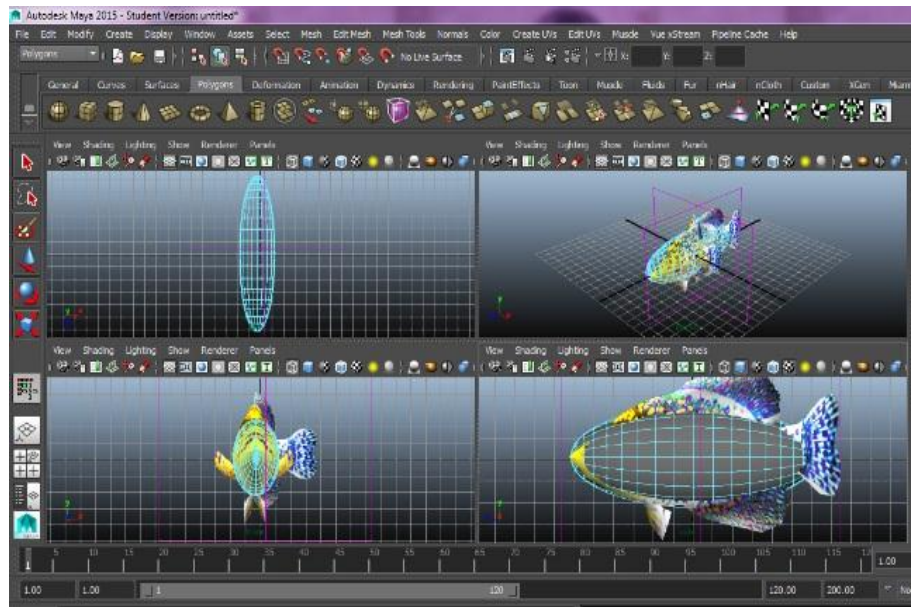 Autodesk Maya 2015 - Student Version: untitled*
File Edit Modify Create Display Window Assets Select Mesh Edit Mesh Mesh Tools Normals Color Create UVs Edit UVs Muscle Vue xStream Pipeline Cache Help
Polygons No Live Surface X: Y: Z:
General Curves Surfaces Polygons Deformation Animation Dynamics Rendering PaintEffects Toon Muscle Fluids Fur nHair nCloth Custom XGen
View Shading Lighting Show Renderer Panels View Shading Lighting Show Renderer Panels
View Shading Lighting Show Renderer Panels View Shading Lighting Show Renderer Panels
5 10 15 20 25 30 35 40 45 50 55 60 65 70 75 80 85 90 95 100 105 110 115 1.00
1
1.00 1.00 1 120 120.00 200.00 No